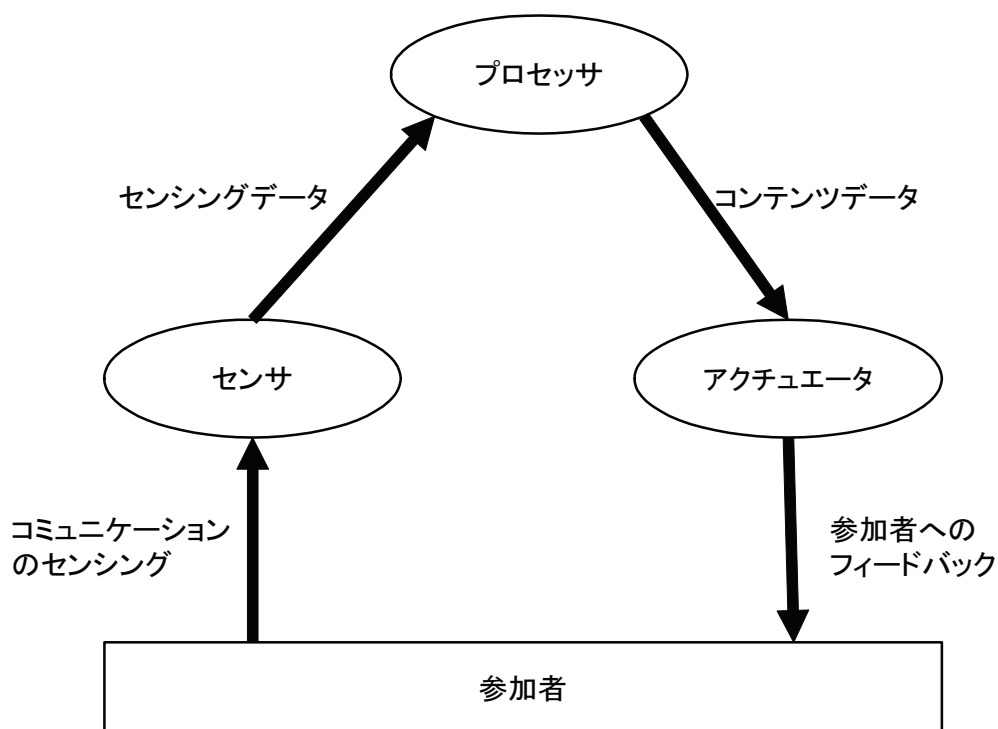 プロセッサ
センシングデータ
コンテンツデータ
センサ
アクチュエータ
コミュニケーション
のセンシング
参加者への
フィードバック
参加者